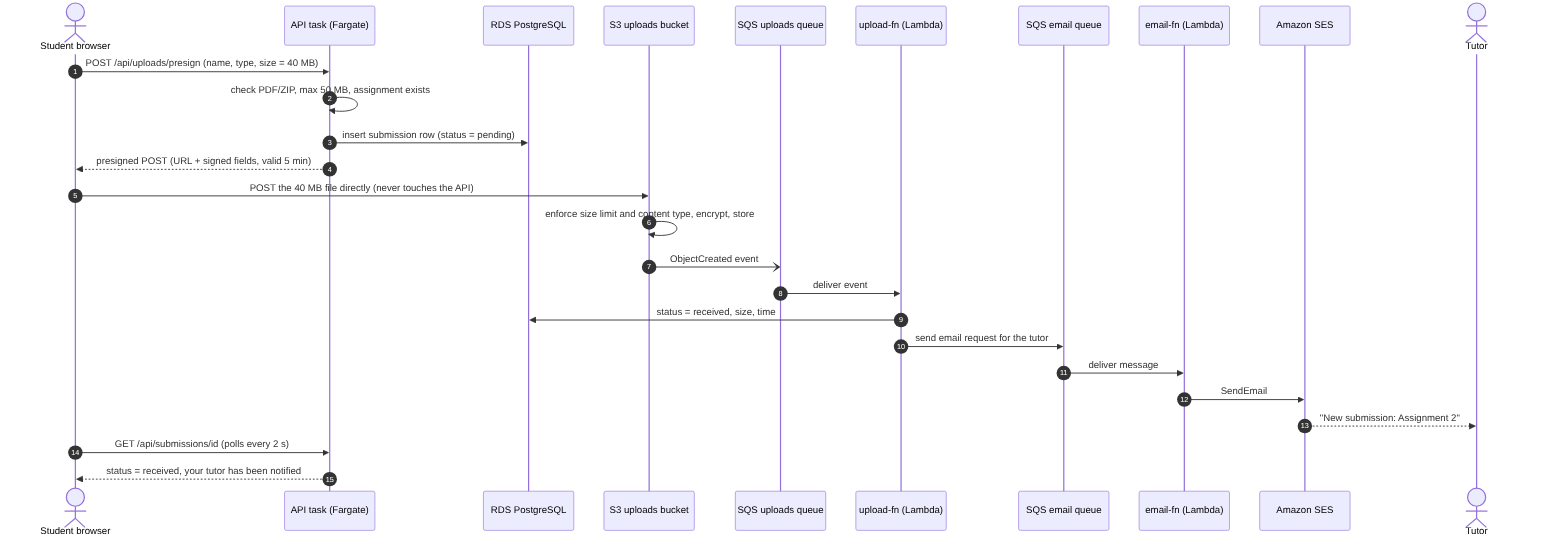 Student browser
API task (Fargate)
RDS PostgreSQL
S3 uploads bucket
SQS uploads queue
upload-fn (Lambda)
SQS email queue
email-fn (Lambda)
Amazon SES
Tutor
1 POST /api/uploads/presign (name, type, size = 40 MB)
2 check PDF/ZIP, max 50 MB, assignment exists
3 insert submission row (status = pending)
4 presigned POST (URL + signed fields, valid 5 min)
5 POST the 40 MB file directly (never touches the API)
6 enforce size limit and content type, encrypt, store
7 ObjectCreated event
8 deliver event
9 status = received, size, time
10 send email request for the tutor
11 deliver message
12 SendEmail
13 "New submission: Assignment 2"
14 GET /api/submissions/id (polls every 2 s)
15 status = received, your tutor has been notified
Student browser
API task (Fargate)
RDS PostgreSQL
S3 uploads bucket
SQS uploads queue
upload-fn (Lambda)
SQS email queue
email-fn (Lambda)
Amazon SES
Tutor